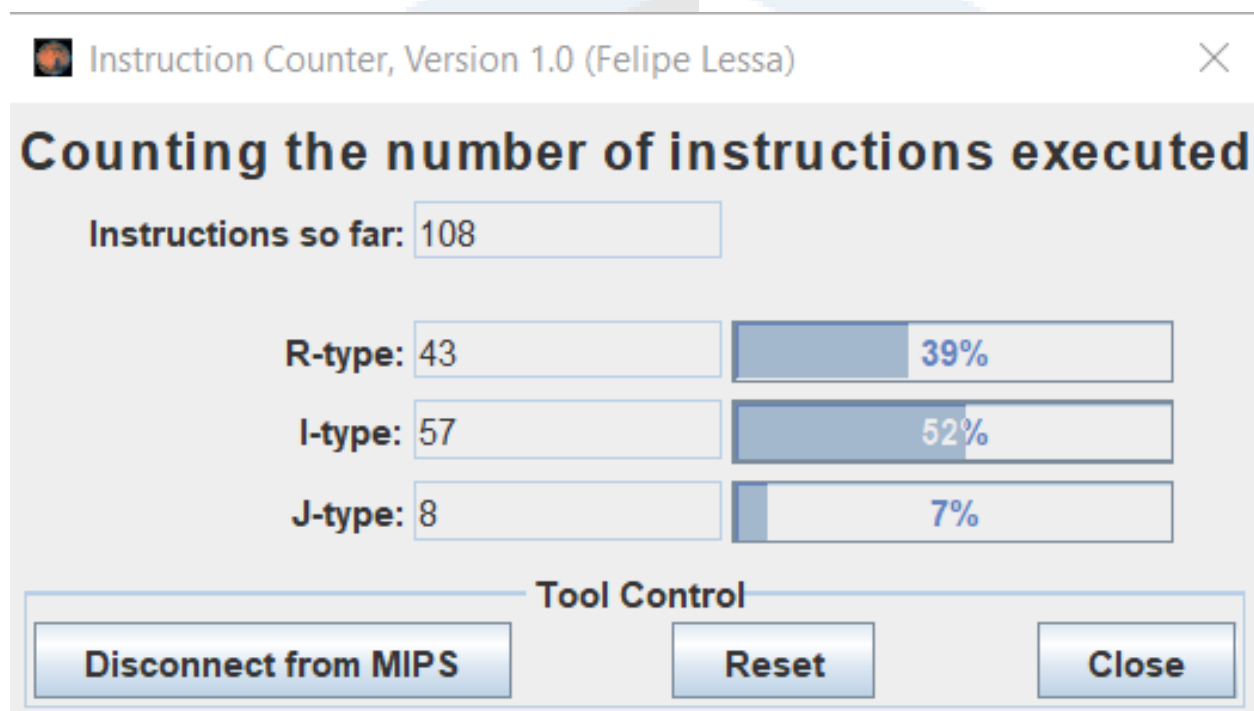 Instruction Counter, Version 1.0 (Felipe Lessa)
Counting the number of instructions executed
Instructions so far: 108
R-type: 43 39%
I-type: 57 52%
J-type: 8 7%
Tool Control
Disconnect from MIPS Reset Close